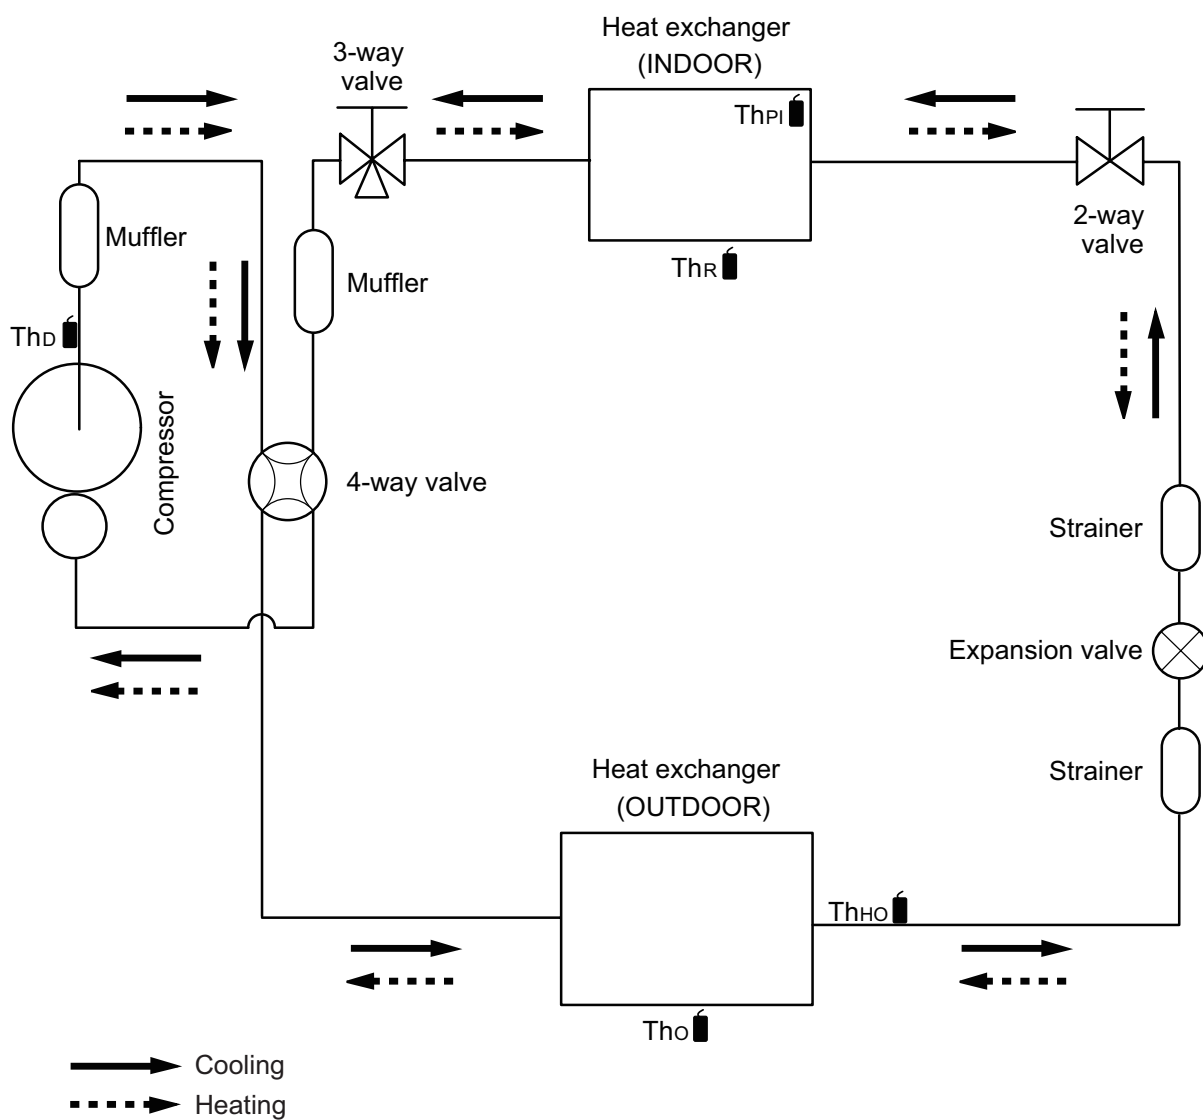 Heat exchanger
(INDOOR)
3-way
valve
ThPI
Muffler
2-way
valve
ThR
Muffler
ThD
Compressor
4-way valve
Strainer
Expansion valve
Heat exchanger
(OUTDOOR)
Strainer
ThHO
ThO
Cooling
Heating